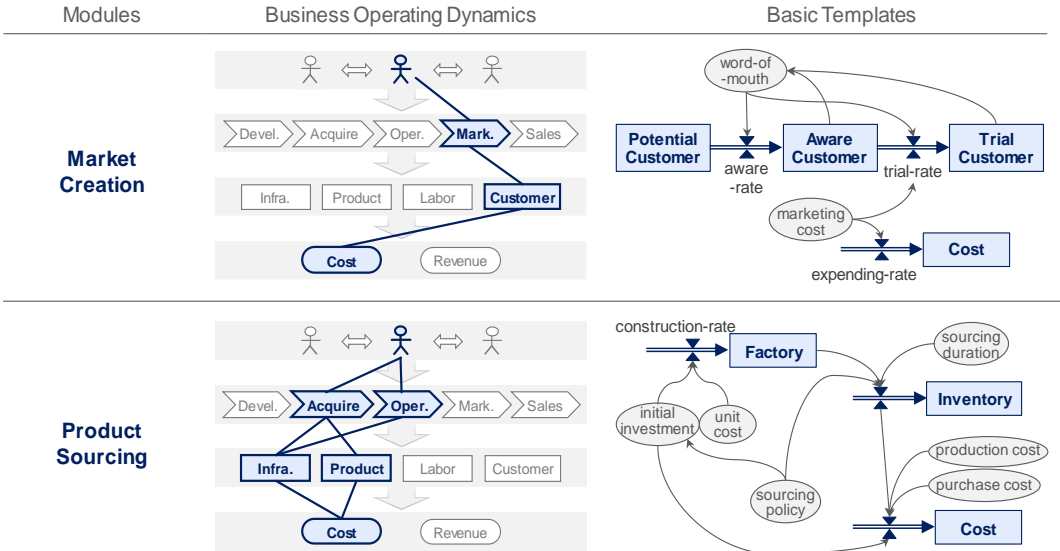 Modules
Business Operating Dynamics
Basic Templates
Market
Creation
Devel.
Acquire
Oper.
Mark.
Sales
Infra.
Product
Labor
Customer
Cost
Revenue
word-of
-mouth
Potential
Customer
Aware
Customer
Trial
Customer
aware
-rate
trial-rate
marketing
cost
Cost
expending-rate
Product
Sourcing
Devel.
Acquire
Oper.
Mark.
Sales
Infra.
Product
Labor
Customer
Cost
Revenue
construction-rate
Factory
sourcing
duration
Inventory
initial
investment
unit
cost
production cost
purchase cost
sourcing
policy
Cost